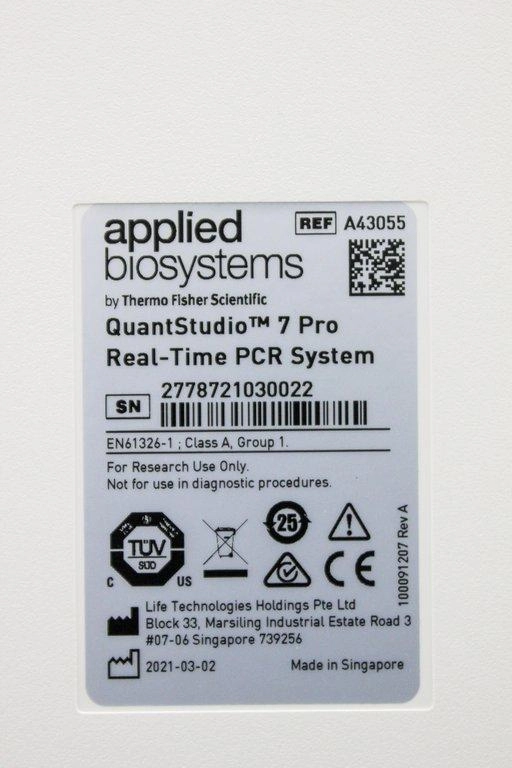 applied
biosystems
by Thermo Fisher Scientific
REF A43055
QuantStudio™ 7 Pro
Real-Time PCR System
SN 2778721030022
EN61326-1 ; Class A, Group 1.
For Research Use Only.
Not for use in diagnostic procedures.
TÜV
SÜD
C US
25
CE
100091207 Rev A
Life Technologies Holdings Pte Ltd
Block 33, Marsiling Industrial Estate Road 3
#07-06 Singapore 739256
2021-03-02 Made in Singapore